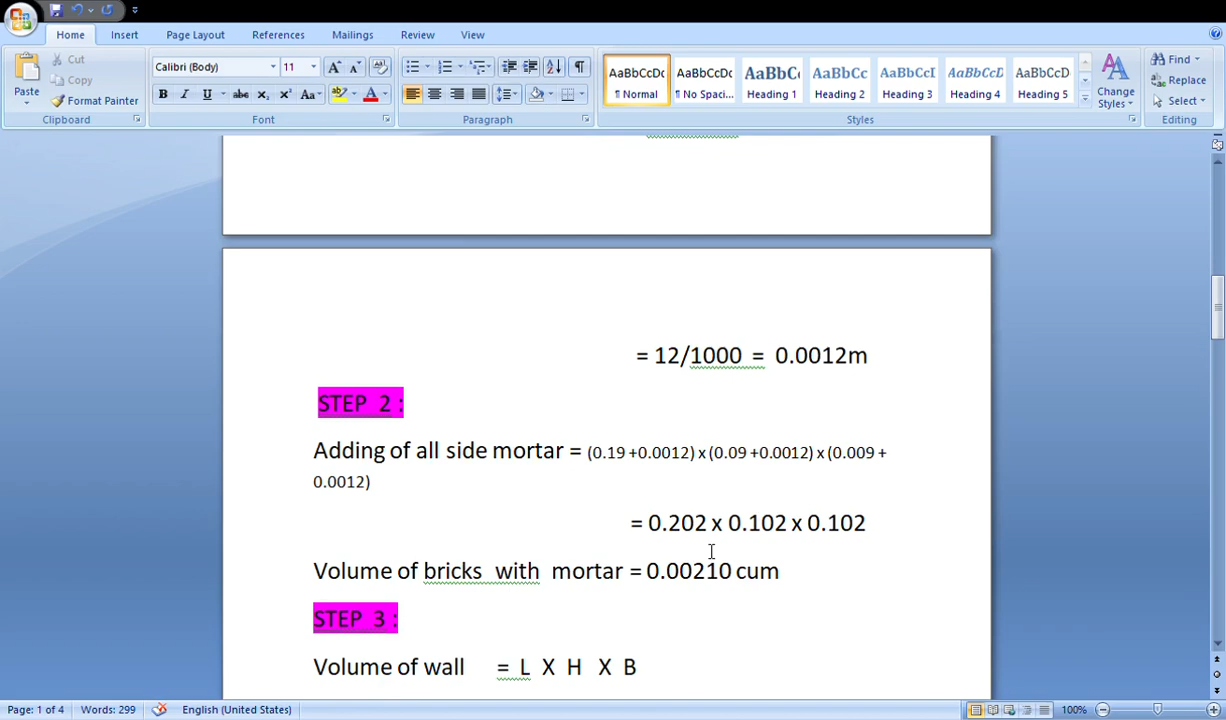 Home Insert Page Layout References Mailings Review View
Cut
Copy
Format Painter
Paste
Calibri (Body) 11
B I U abc x₂ x² Aa
AaBbCcDc AaBbCcDc AaBbC AaBbCc AaBbCcI AaBbCcD AaBbCcD
¶ Normal ¶ No Spaci... Heading 1 Heading 2 Heading 3 Heading 4 Heading 5
Change Styles
Find
Replace
Select
Clipboard Font Paragraph Styles Editing
= 12/1000 = 0.0012m
STEP 2 :
Adding of all side mortar = (0.19 +0.0012) x (0.09 +0.0012) x (0.009 +
0.0012)
= 0.202 x 0.102 x 0.102
Volume of bricks with mortar = 0.00210 cum
STEP 3 :
Volume of wall = L X H X B
Page: 1 of 4 Words: 299 English (United States) 100%